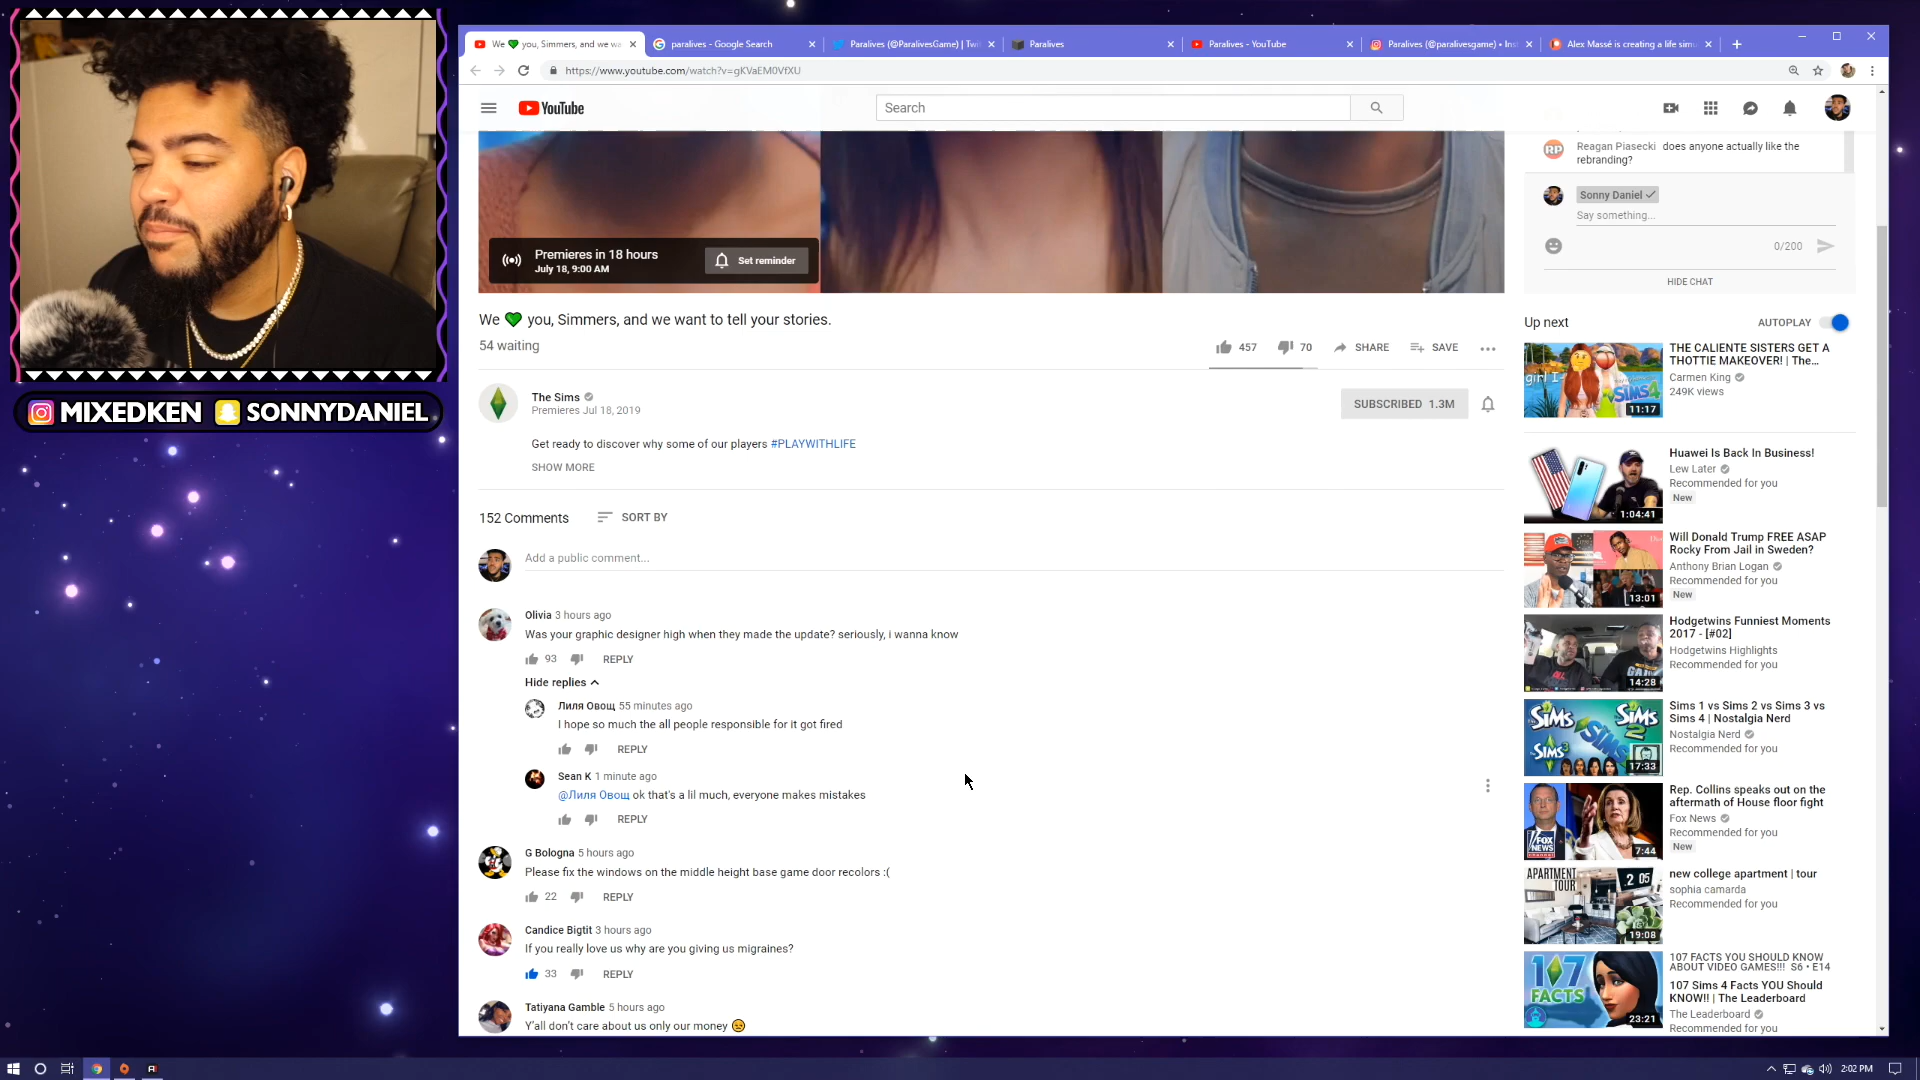 We 💚 you, Simmers, and we wa
paralives - Google Search
Paralives (@ParalivesGame) | Twi
Paralives
Paralives - YouTube
Paralives (@paralivesgame) • Inst
Alex Massé is creating a life simu
https://www.youtube.com/watch?v=gKVaEM0VfXU
YouTube
Search
Reagan Piasecki does anyone actually like the
rebranding?
RP
Sonny Daniel
Say something...
0/200
HIDE CHAT
Premieres in 18 hours
July 18, 9:00 AM
Set reminder
We 💚 you, Simmers, and we want to tell your stories.
54 waiting
457
70
SHARE
SAVE
The Sims
Premieres Jul 18, 2019
SUBSCRIBED 1.3M
Get ready to discover why some of our players #PLAYWITHLIFE
SHOW MORE
152 Comments
SORT BY
Add a public comment...
Olivia 3 hours ago
Was your graphic designer high when they made the update? seriously, i wanna know
93
REPLY
Hide replies
Лиля Овощ 55 minutes ago
I hope so much the all people responsible for it got fired
REPLY
Sean K 1 minute ago
@Лиля Овощ ok that's a lil much, everyone makes mistakes
REPLY
G Bologna 5 hours ago
Please fix the windows on the middle height base game door recolors :(
22
REPLY
Candice Bigtit 3 hours ago
If you really love us why are you giving us migraines?
33
REPLY
Tatiyana Gamble 5 hours ago
Y'all don't care about us only our money 😞
Up next
AUTOPLAY
girl I
SIMS4
11:17
THE CALIENTE SISTERS GET A
THOTTIE MAKEOVER! | The...
Carmen King
249K views
1:04:41
Huawei Is Back In Business!
Lew Later
Recommended for you
New
13:01
Will Donald Trump FREE ASAP
Rocky From Jail in Sweden?
Anthony Brian Logan
Recommended for you
New
14:28
Hodgetwins Funniest Moments
2017 - [#02]
Hodgetwins Highlights
Recommended for you
SIMS
SIMS 2
SIMS3
SIMS
17:33
Sims 1 vs Sims 2 vs Sims 3 vs
Sims 4 | Nostalgia Nerd
Nostalgia Nerd
Recommended for you
FOX
NEWS
7:44
Rep. Collins speaks out on the
aftermath of House floor fight
Fox News
Recommended for you
New
APARTMENT
TOUR
2 05
19:08
new college apartment | tour
sophia camarda
Recommended for you
107
FACTS
23:21
107 FACTS YOU SHOULD KNOW
ABOUT VIDEO GAMES!!! S6 • E14
107 Sims 4 Facts YOU Should
KNOW!! | The Leaderboard
The Leaderboard
Recommended for you
MIXEDKEN
SONNYDANIEL
2:02 PM